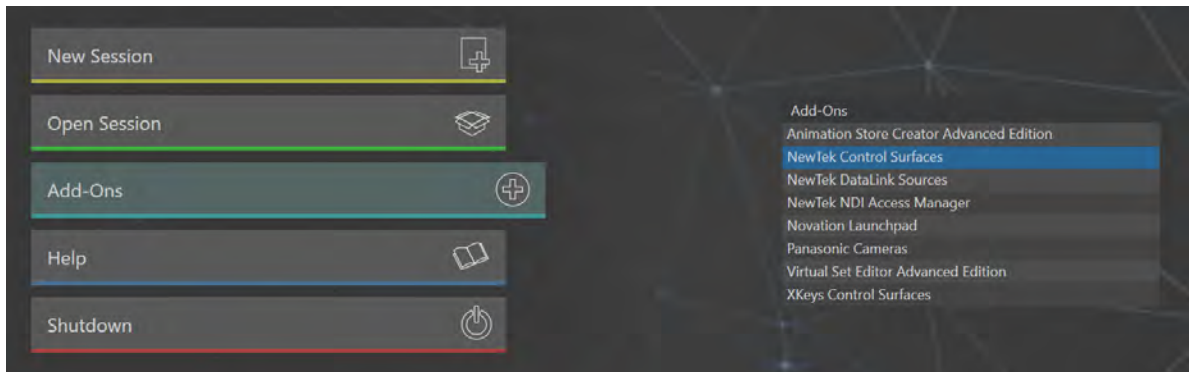 New Session
Open Session
Add-Ons
Help
Shutdown
Add-Ons
Animation Store Creator Advanced Edition
NewTek Control Surfaces
NewTek DataLink Sources
NewTek NDI Access Manager
Novation Launchpad
Panasonic Cameras
Virtual Set Editor Advanced Edition
XKeys Control Surfaces